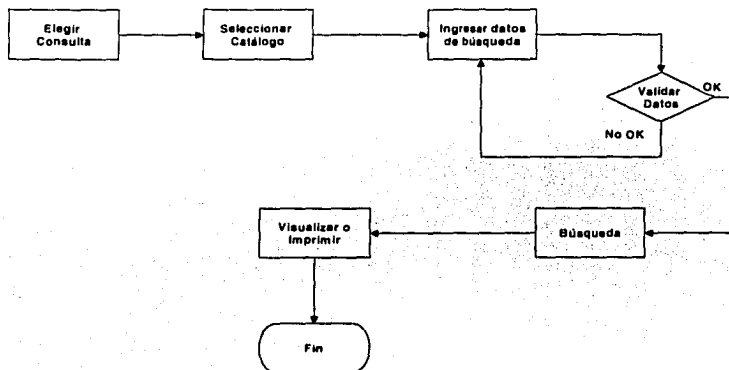 Elegir
Consulta
Seleccionar
Catálogo
Ingresar datos
de búsqueda
Validar
Datos
OK
No OK
Visualizar o
Imprimir
Búsqueda
Fin